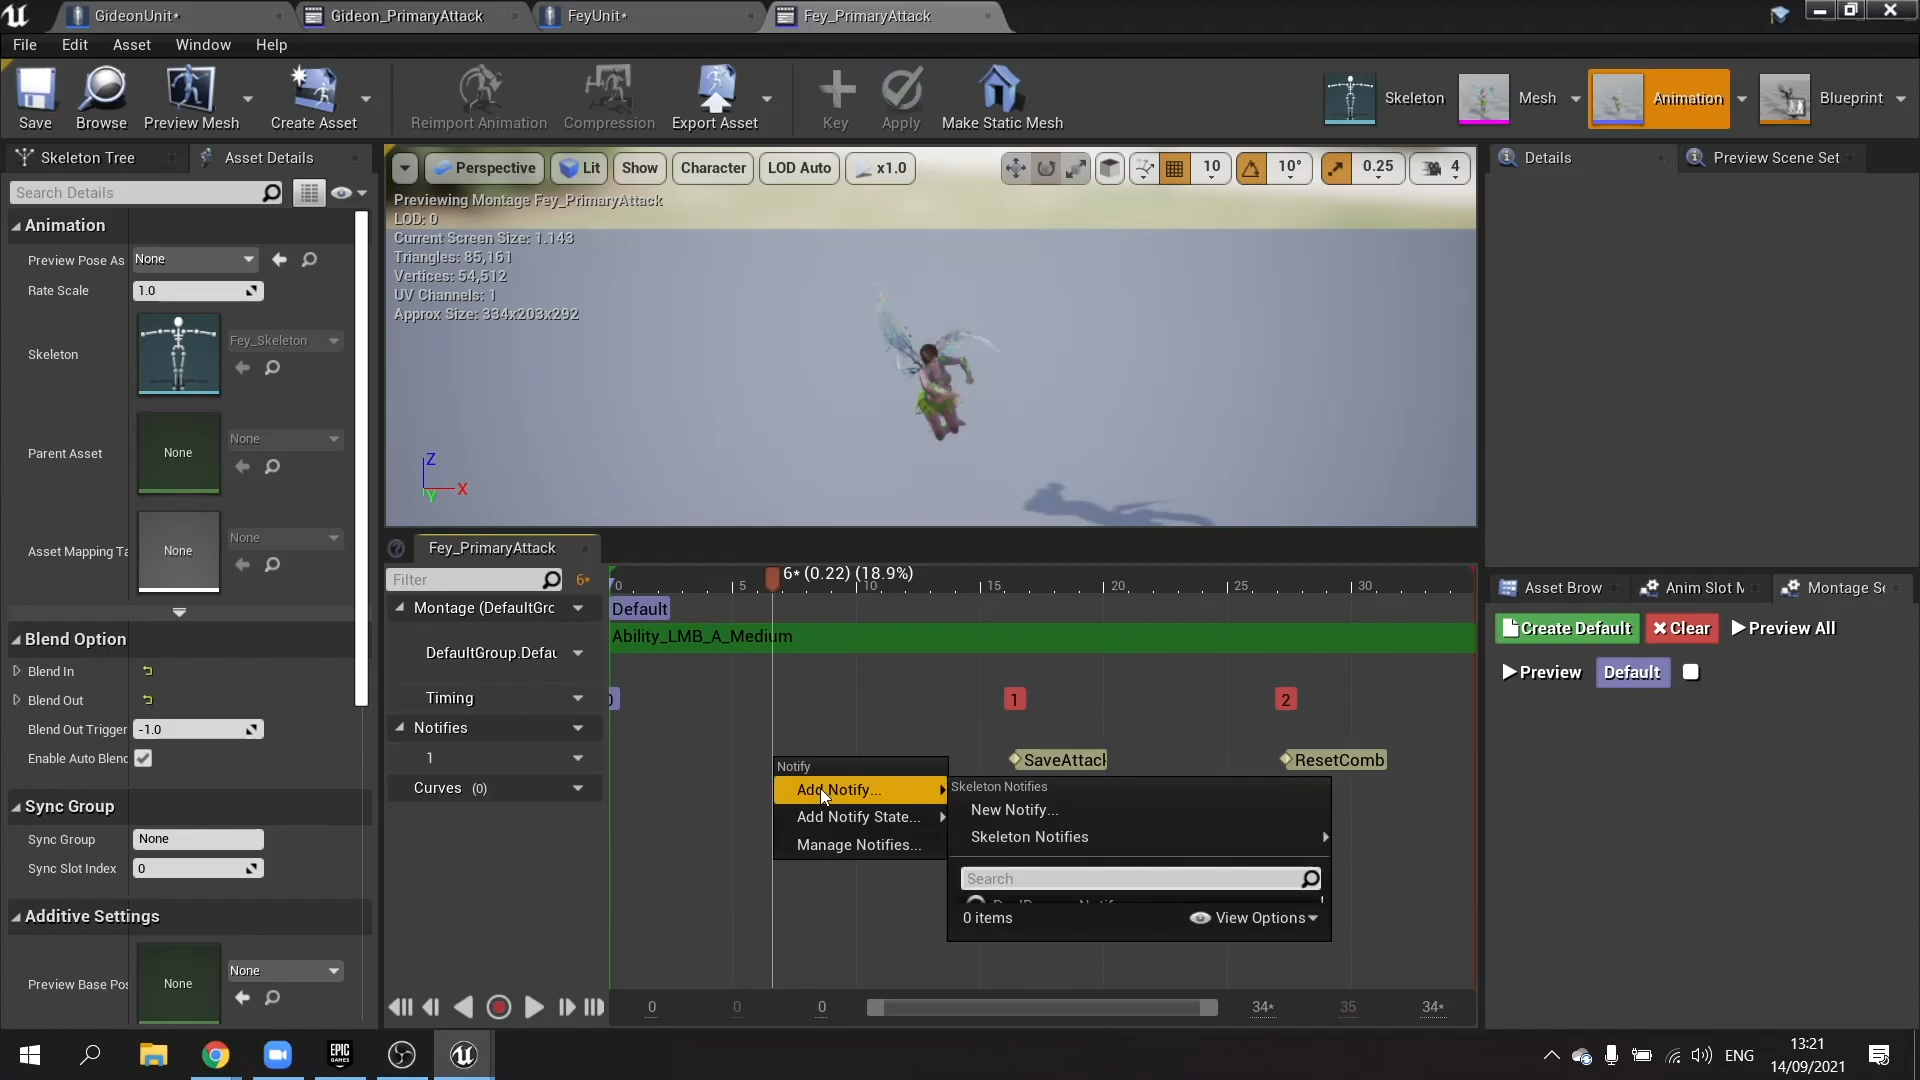 GideonUnit*
Gideon_PrimaryAttack
FeyUnit*
Fey_PrimaryAttack
File Edit Asset Window Help
Save
Browse
Preview Mesh
Create Asset
Reimport Animation
Compression
Export Asset
Key
Apply
Make Static Mesh
Skeleton
Mesh
Animation
Blueprint
Skeleton Tree
Asset Details
Search Details
Animation
Preview Pose As
None
Rate Scale
1.0
Skeleton
Fey_Skeleton
Parent Asset
None
None
Asset Mapping Ta
None
None
Blend Option
Blend In
Blend Out
Blend Out Trigger
-1.0
Enable Auto Blend
Sync Group
Sync Group
None
Sync Slot Index
0
Additive Settings
Preview Base Pos
None
None
Perspective
Lit
Show
Character
LOD Auto
x1.0
10
10°
0.25
4
Previewing Montage Fey_PrimaryAttack
LOD: 0
Current Screen Size: 1.143
Triangles: 85,161
Vertices: 54,512
UV Channels: 1
Approx Size: 334x203x292
Z
X
Y
Fey_PrimaryAttack
Filter
6*
0
5
6* (0.22) (18.9%)
10
15
20
25
30
Montage (DefaultGrc
Default
Ability_LMB_A_Medium
DefaultGroup.Defau
Timing
1
2
Notifies
1
SaveAttack
ResetComb
Curves (0)
Notify
Add Notify...
Add Notify State...
Manage Notifies...
Skeleton Notifies
New Notify...
Skeleton Notifies
Search
0 items
View Options
0
0
0
34*
35
34*
Details
Preview Scene Set
Asset Brow
Anim Slot M
Montage Se
Create Default
Clear
Preview All
Preview
Default
EPIC
GAMES
ENG
13:21
14/09/2021